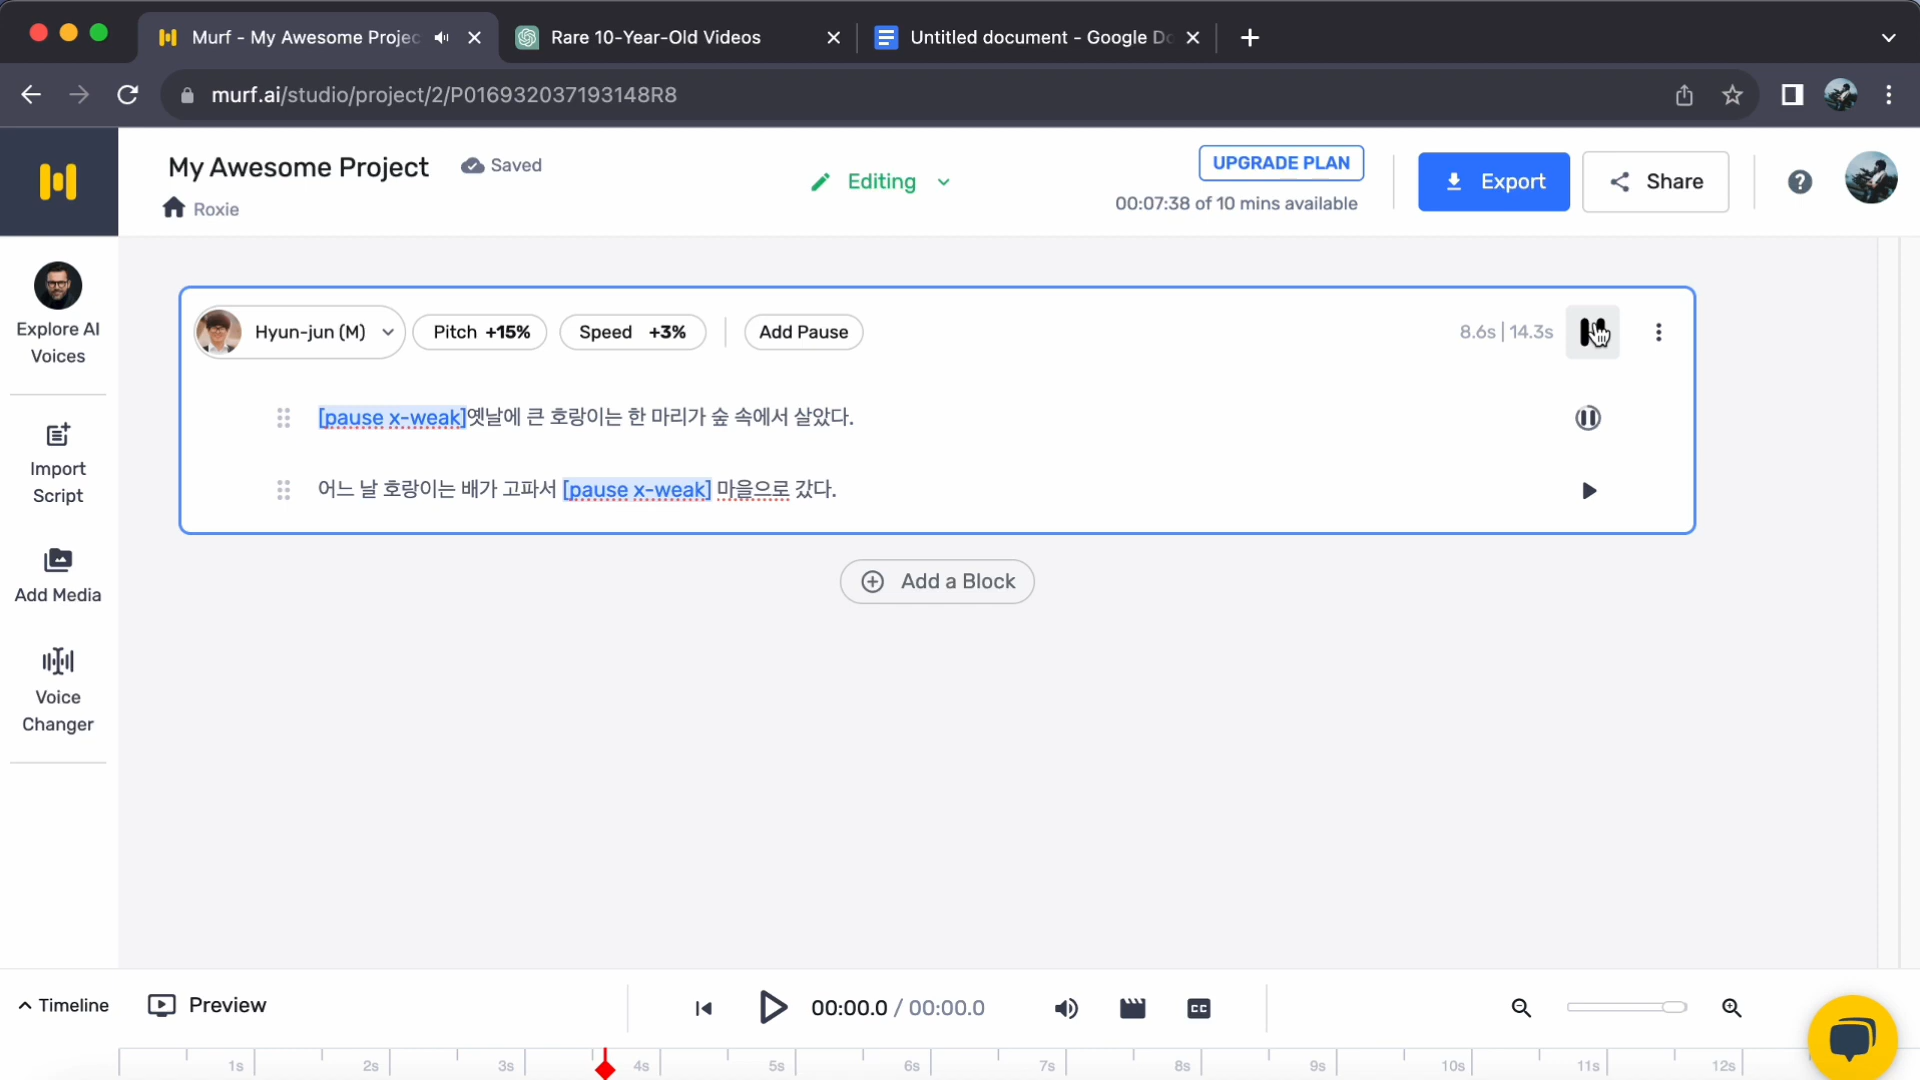 Murf - My Awesome Projec
Rare 10-Year-Old Videos
Untitled document - Google Do
murf.ai/studio/project/2/P016932037193148R8
My Awesome Project
Saved
Roxie
Editing
UPGRADE PLAN
00:07:38 of 10 mins available
Export
Share
Explore AI
Voices
Import
Script
Add Media
Voice
Changer
Hyun-jun (M)
Pitch +15%
Speed +3%
Add Pause
8.6s | 14.3s
[pause x-weak]옛날에 큰 호랑이는 한 마리가 숲 속에서 살았다.
어느 날 호랑이는 배가 고파서 [pause x-weak] 마을으로 갔다.
Add a Block
Timeline
Preview
00:00.0 / 00:00.0
CC
1s
2s
3s
4s
5s
6s
7s
8s
9s
10s
11s
12s